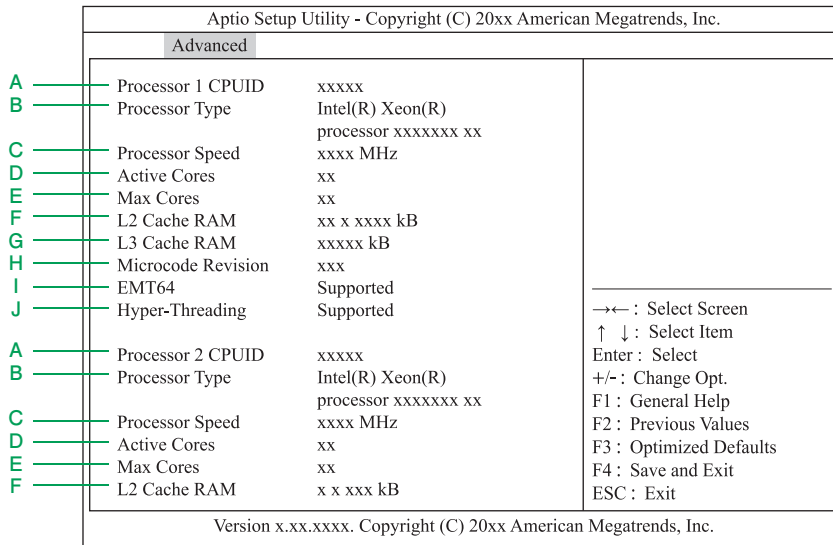 Aptio Setup Utility - Copyright (C) 20xx American Megatrends, Inc.
Advanced
A Processor 1 CPUID xxxxx
B Processor Type Intel(R) Xeon(R)
processor xxxxxxx xx
C Processor Speed xxxx MHz
D Active Cores xx
E Max Cores xx
F L2 Cache RAM xx x xxxx kB
G L3 Cache RAM xxxxx kB
H Microcode Revision xxx
I EMT64 Supported
J Hyper-Threading Supported
A Processor 2 CPUID xxxxx
B Processor Type Intel(R) Xeon(R)
processor xxxxxxx xx
C Processor Speed xxxx MHz
D Active Cores xx
E Max Cores xx
F L2 Cache RAM x x xxx kB
→← : Select Screen
↑ ↓ : Select Item
Enter : Select
+/- : Change Opt.
F1 : General Help
F2 : Previous Values
F3 : Optimized Defaults
F4 : Save and Exit
ESC : Exit
Version x.xx.xxxx. Copyright (C) 20xx American Megatrends, Inc.